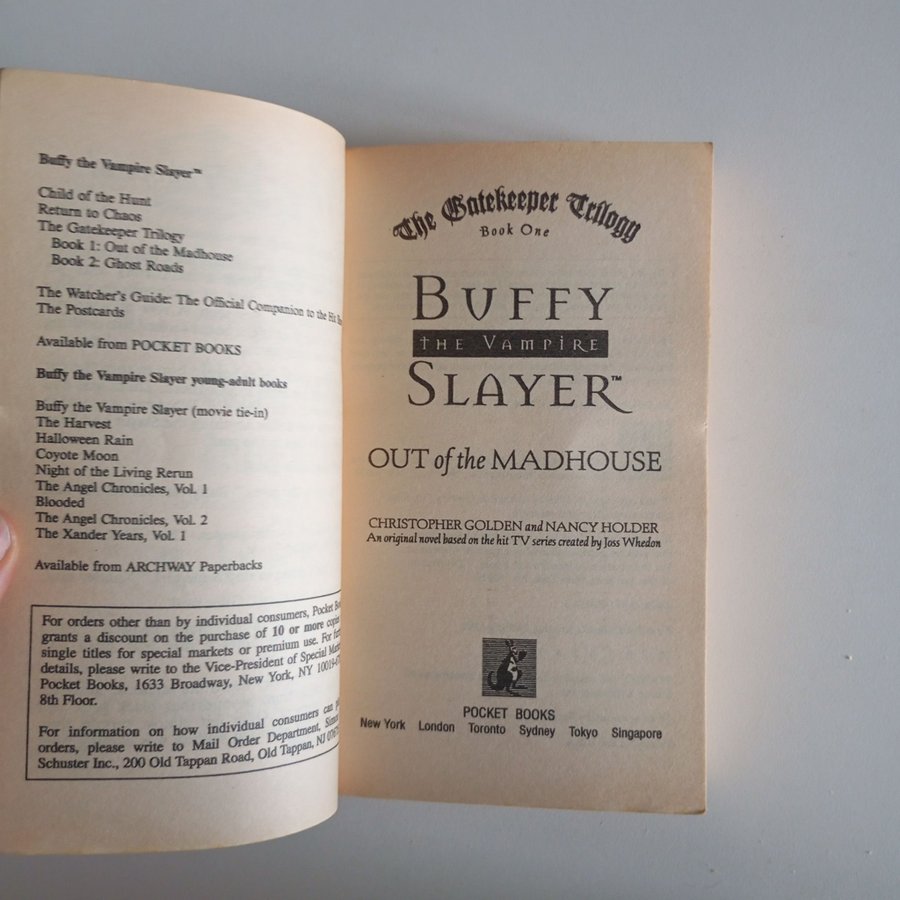 Buffy the Vampire Slayer™
Child of the Hunt
Return to Chaos
The Gatekeeper Trilogy
Book 1: Out of the Madhouse
Book 2: Ghost Roads
The Watcher's Guide: The Official Companion to the Hit
The Postcards
Available from POCKET BOOKS
Buffy the Vampire Slayer young-adult books
Buffy the Vampire Slayer (movie tie-in)
The Harvest
Halloween Rain
Coyote Moon
Night of the Living Rerun
The Angel Chronicles, Vol. 1
Blooded
The Angel Chronicles, Vol. 2
The Xander Years, Vol. 1
Available from ARCHWAY Paperbacks
For orders other than by individual consumers, Pocket
grants a discount on the purchase of 10 or more
single titles for special markets or premium use. For
details, please write to the Vice-President of Special
Pocket Books, 1633 Broadway, New York, NY
8th Floor.
For information on how individual consumers can
orders, please write to Mail Order Department,
Schuster Inc., 200 Old Tappan Road, Old Tappan, NJ
The Gatekeeper Trilogy
Book One
BUFFY
THE VAMPIRE
SLAYER™
OUT of the MADHOUSE
CHRISTOPHER GOLDEN and NANCY HOLDER
An original novel based on the hit TV series created by Joss Whedon
POCKET BOOKS
New York London Toronto Sydney Tokyo Singapore